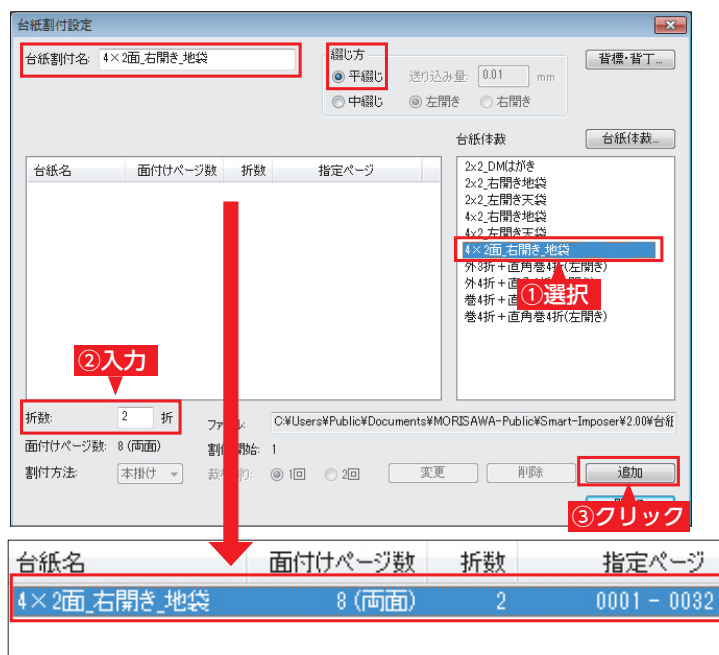 台紙割付設定
台紙割付名: 4×2面_右開き_地袋
綴じ方
平綴じ 送り込み量: 0.01 mm
中綴じ 左開き 右開き
背標・背丁...
台紙体裁 台紙体裁...
台紙名 面付けページ数 折数 指定ページ
2x2_DMはがき
2x2_右開き地袋
2x2_左開き天袋
4x2_右開き地袋
4x2_左開き天袋
4×2面_右開き_地袋
外3折+直角巻4折(左開き)
外4折+直
巻4折+直
巻4折+直角巻4折(左開き)
①選択
②入力
折数: 2 折
C:¥Users¥Public¥Documents¥MORISAWA-Public¥Smart-Imposer¥2.00¥台紙
面付けページ数: 8 (両面) 1
割付方法: 本掛け 1回 2回 変更 削除 追加
③クリック
台紙名 面付けページ数 折数 指定ページ
4×2面_右開き_地袋 8 (両面) 2 0001 - 0032